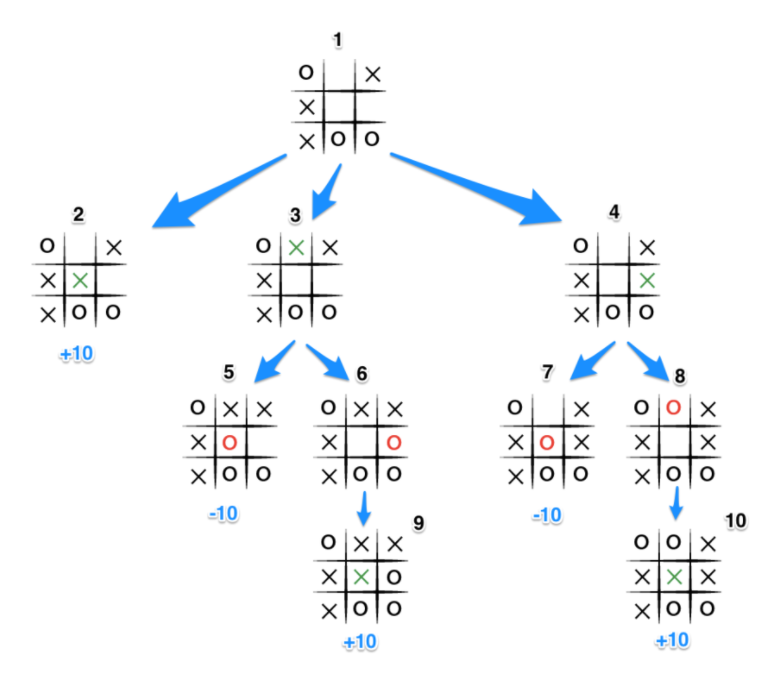 1
O X
X
X O O
2 3 4
O X O X X O X
X X X X X
X O O X O O X O O
+10
5 6 7 8
O X X O X X O X O O X
X O X O X O X X X
X O O X O O X O O X O O
-10 -10
9 10
O X X O O X
X X O X X X
X O O X O O
+10 +10